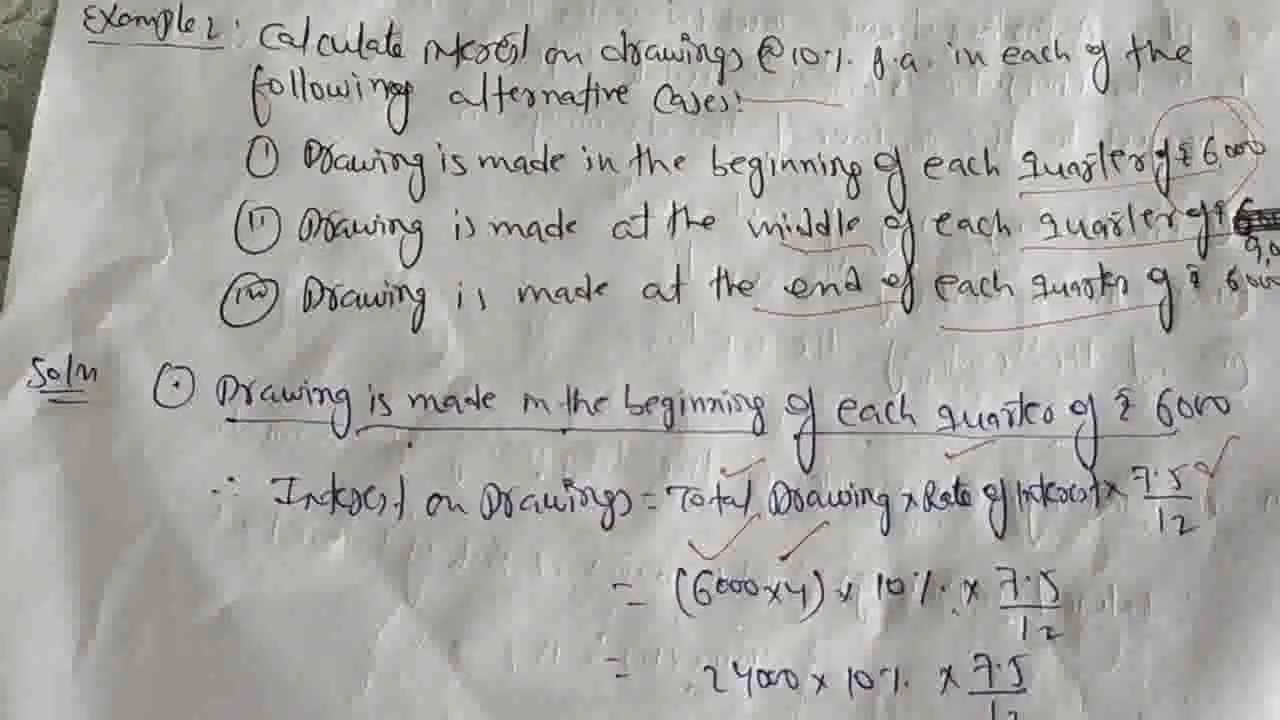 Example 2: Calculate interest on drawings @ 10% p.a. in each of the
following alternative Cases:
(i) Drawing is made in the beginning of each quarter of ₹ 6000
(ii) Drawing is made at the middle of each quarter of ₹
(iii) Drawing is made at the end of each quarter of ₹ 6000
Soln (i) Drawing is made in the beginning of each quarter of ₹ 6000
∴ Interest on Drawings = Total Drawing × Rate of Interest × 7.5/12
= (6000×4) × 10% × 7.5/12
= 24000 × 10% × 7.5/12